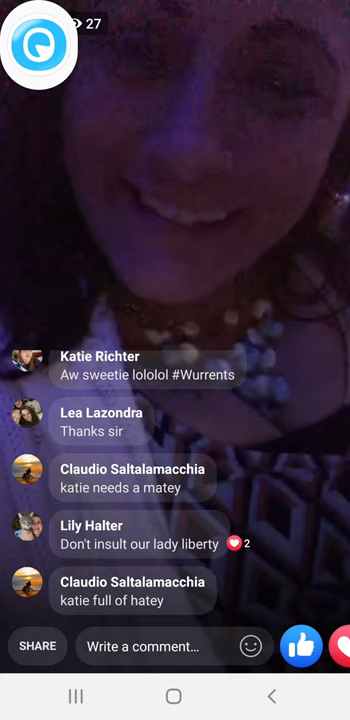 27
Katie Richter
Aw sweetie lololol #Wurrents
Lea Lazondra
Thanks sir
Claudio Saltalamacchia
katie needs a matey
Lily Halter
Don't insult our lady liberty 2
Claudio Saltalamacchia
katie full of hatey
SHARE Write a comment...